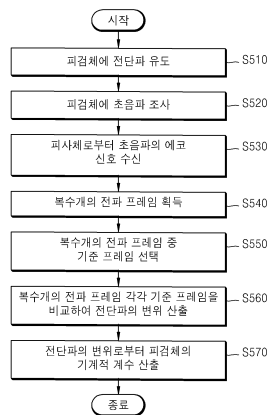 시작
피검체에 전단파 유도
S510
피검체에 초음파 조사
S520
피사체로부터 초음파의 에코
신호 수신
S530
복수개의 전파 프레임 획득
S540
복수개의 전파 프레임 중
기준 프레임 선택
S550
복수개의 전파 프레임 각각 기준 프레임을
비교하여 전단파의 변위 산출
S560
전단파의 변위로부터 피검체의
기계적 계수 산출
S570
종료